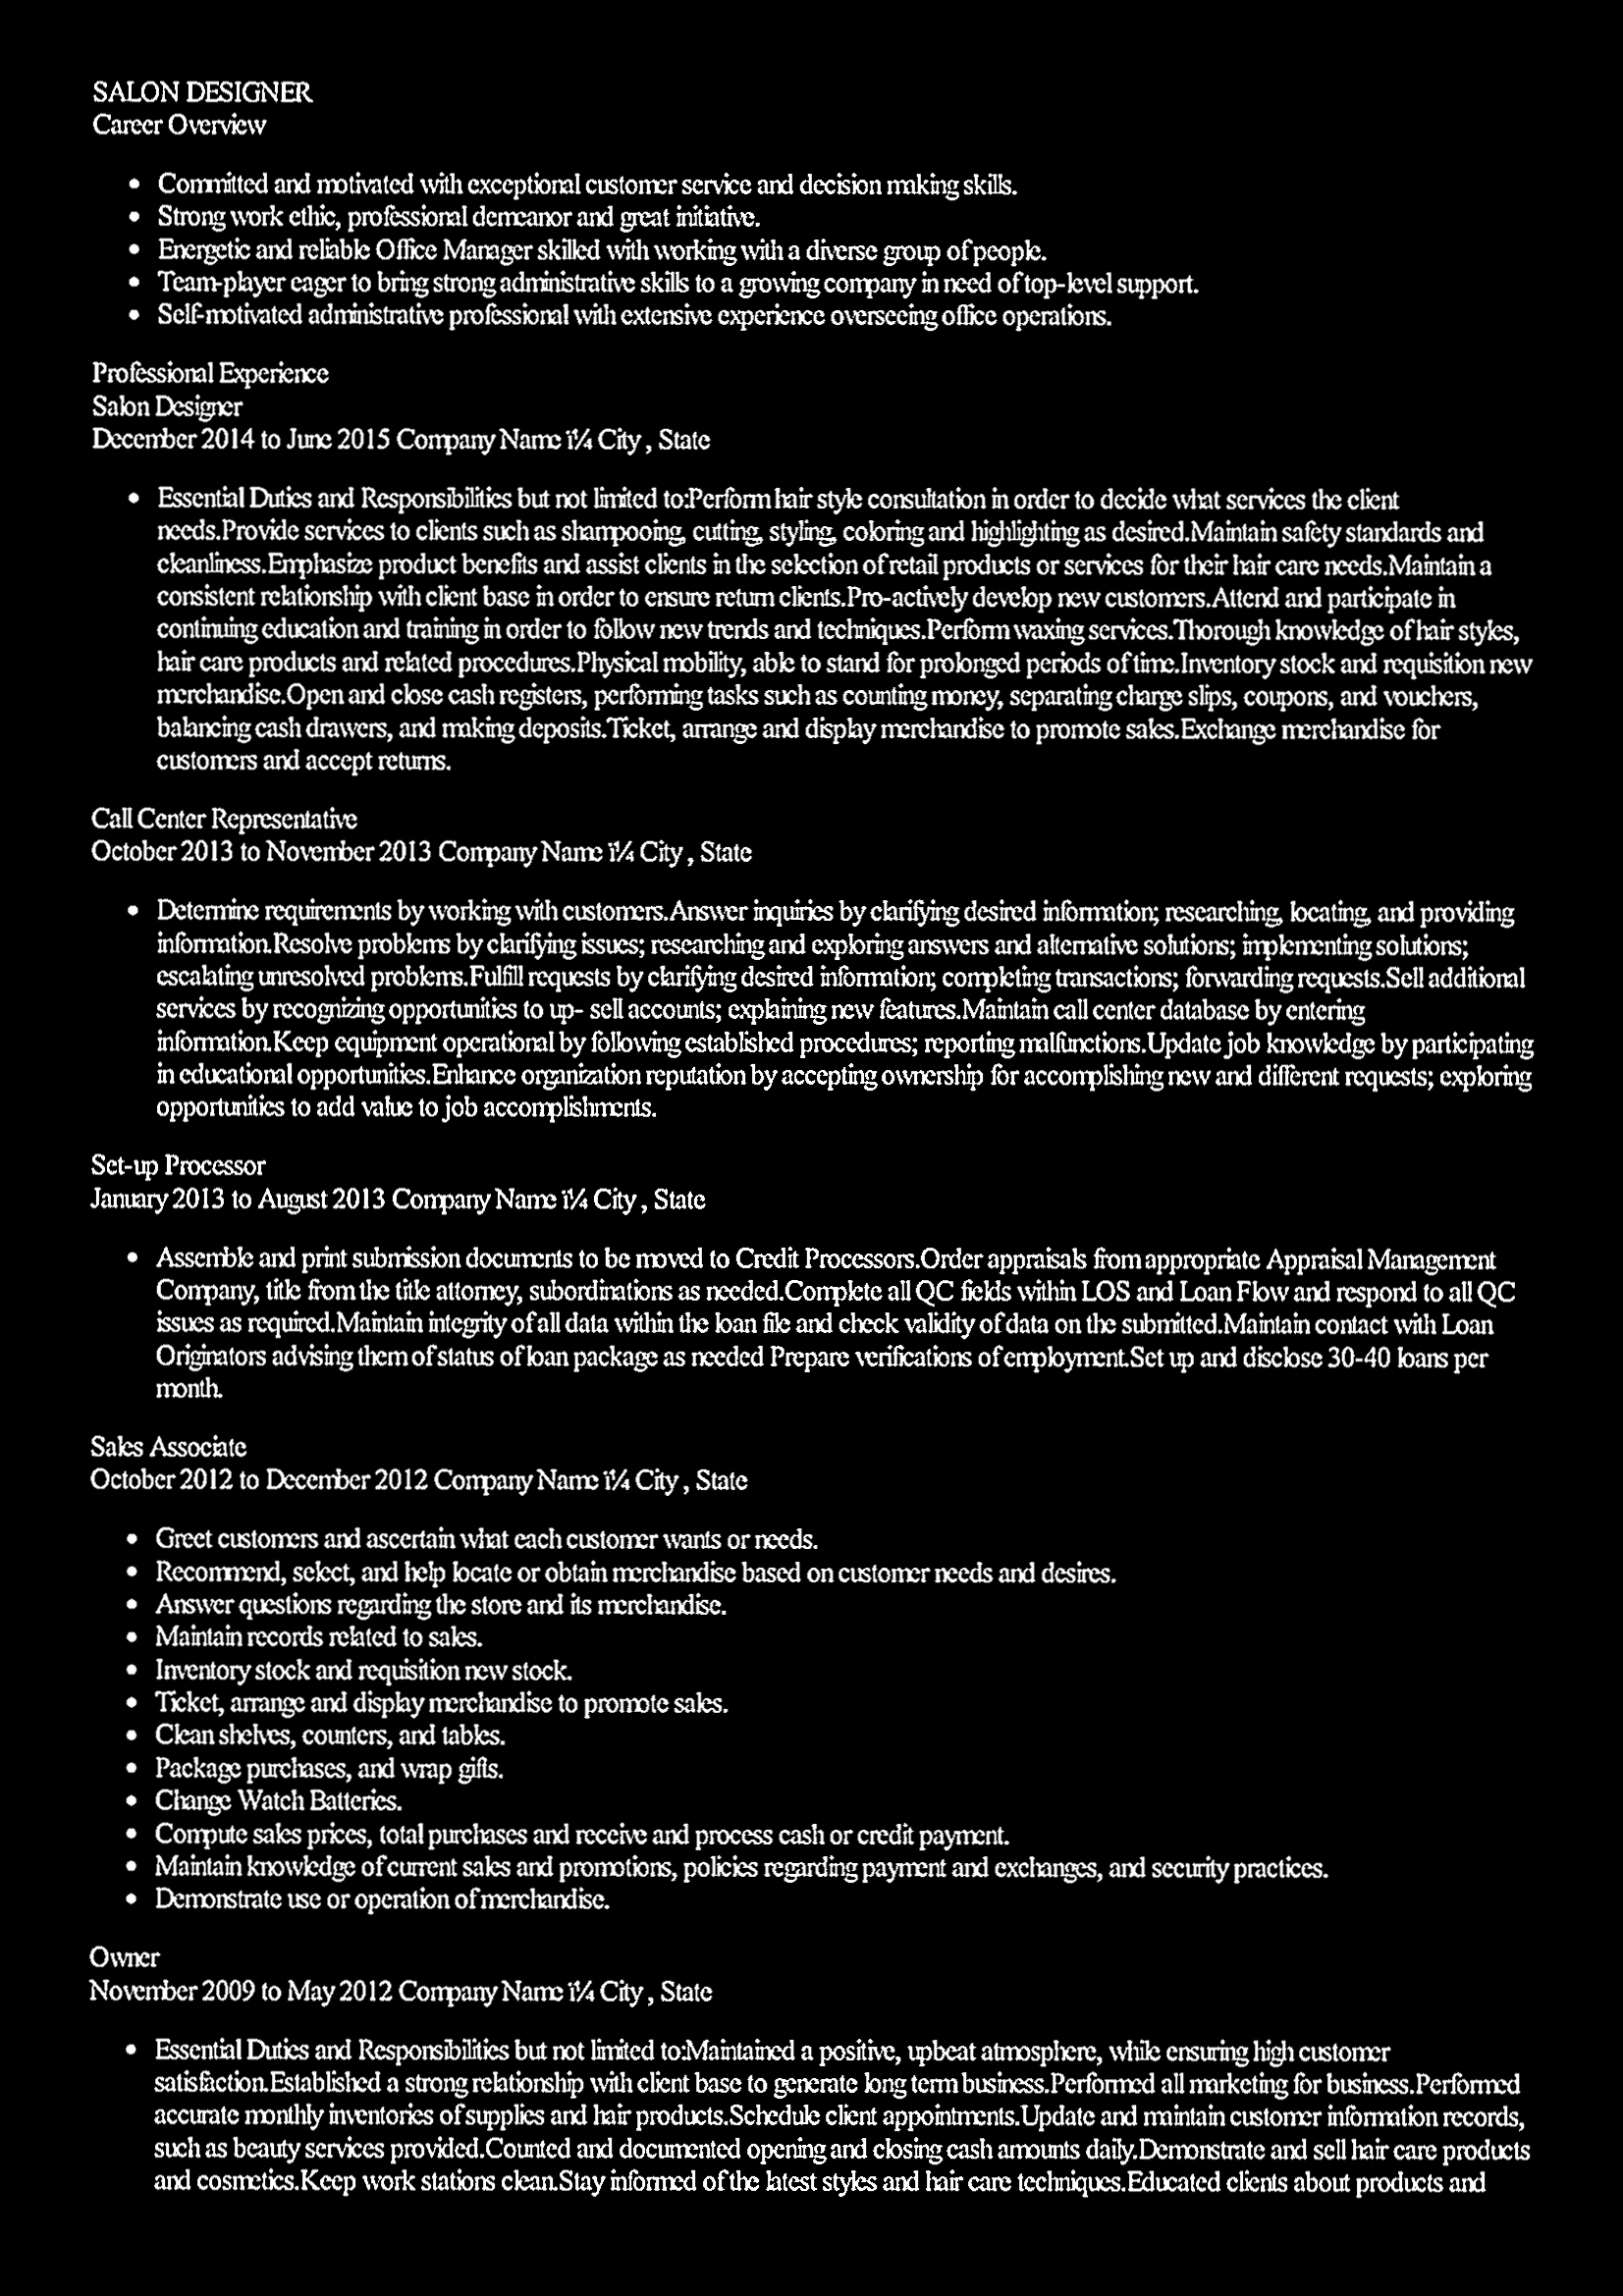 SALON DESIGNER
Career Overview
• Committed and motivated with exceptional customer service and decision making skills.
• Strong work ethic, professional demeanor and great initiative.
• Energetic and reliable Office Manager skilled with working with a diverse group of people.
• Team-player eager to bring strong administrative skills to a growing company in need of top-level support.
• Self-motivated administrative professional with extensive experience overseeing office operations.
Professional Experience
Salon Designer
December 2014 to June 2015 Company Name ï¼ City , State
• Essential Duties and Responsibilities but not limited to:Perform hair style consultation in order to decide what services the client
needs.Provide services to clients such as shampooing, cutting, styling, coloring and highlighting as desired.Maintain safety standards and
cleanliness.Emphasize product benefits and assist clients in the selection of retail products or services for their hair care needs.Maintain a
consistent relationship with client base in order to ensure return clients.Pro-actively develop new customers.Attend and participate in
continuing education and training in order to follow new trends and techniques.Perform waxing services.Thorough knowledge of hair styles,
hair care products and related procedures.Physical mobility, able to stand for prolonged periods of time.Inventory stock and requisition new
merchandise.Open and close cash registers, performing tasks such as counting money, separating charge slips, coupons, and vouchers,
balancing cash drawers, and making deposits.Ticket, arrange and display merchandise to promote sales.Exchange merchandise for
customers and accept returns.
Call Center Representative
October 2013 to November 2013 Company Name ï¼ City , State
• Determine requirements by working with customers.Answer inquiries by clarifying desired information; researching, locating, and providing
information.Resolve problems by clarifying issues; researching and exploring answers and alternative solutions; implementing solutions;
escalating unresolved problems.Fulfill requests by clarifying desired information; completing transactions; forwarding requests.Sell additional
services by recognizing opportunities to up- sell accounts; explaining new features.Maintain call center database by entering
information.Keep equipment operational by following established procedures; reporting malfunctions.Update job knowledge by participating
in educational opportunities.Enhance organization reputation by accepting ownership for accomplishing new and different requests; exploring
opportunities to add value to job accomplishments.
Set-up Processor
January 2013 to August 2013 Company Name ï¼ City , State
• Assemble and print submission documents to be moved to Credit Processors.Order appraisals from appropriate Appraisal Management
Company, title from the title attorney, subordinations as needed.Complete all QC fields within LOS and Loan Flow and respond to all QC
issues as required.Maintain integrity of all data within the loan file and check validity of data on the submitted.Maintain contact with Loan
Originators advising them of status of loan package as needed Prepare verifications of employment.Set up and disclose 30-40 loans per
month.
Sales Associate
October 2012 to December 2012 Company Name ï¼ City , State
• Greet customers and ascertain what each customer wants or needs.
• Recommend, select, and help locate or obtain merchandise based on customer needs and desires.
• Answer questions regarding the store and its merchandise.
• Maintain records related to sales.
• Inventory stock and requisition new stock.
• Ticket, arrange and display merchandise to promote sales.
• Clean shelves, counters, and tables.
• Package purchases, and wrap gifts.
• Change Watch Batteries.
• Compute sales prices, total purchases and receive and process cash or credit payment.
• Maintain knowledge of current sales and promotions, policies regarding payment and exchanges, and security practices.
• Demonstrate use or operation of merchandise.
Owner
November 2009 to May 2012 Company Name ï¼ City , State
• Essential Duties and Responsibilities but not limited to:Maintained a positive, upbeat atmosphere, while ensuring high customer
satisfaction.Established a strong relationship with client base to generate long term business.Performed all marketing for business.Performed
accurate monthly inventories of supplies and hair products.Schedule client appointments.Update and maintain customer information records,
such as beauty services provided.Counted and documented opening and closing cash amounts daily.Demonstrate and sell hair care products
and cosmetics.Keep work stations clean.Stay informed of the latest styles and hair care techniques.Educated clients about products and